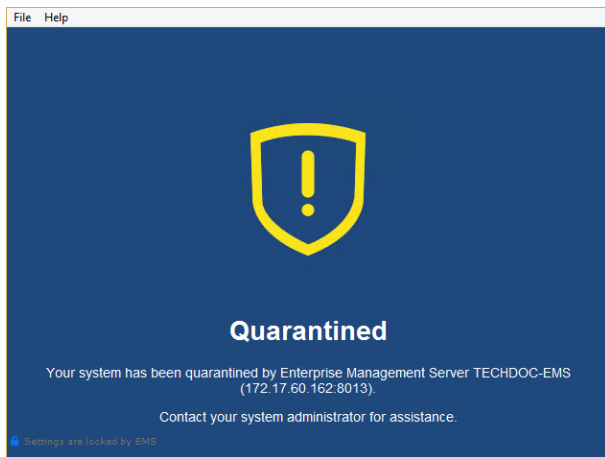 File Help
Quarantined
Your system has been quarantined by Enterprise Management Server TECHDOC-EMS
(172.17.60.162:8013).
Contact your system administrator for assistance.
Settings are locked by EMS